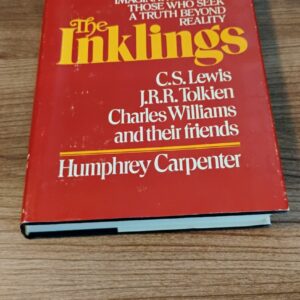 THOSE WHO SEEK
A TRUTH BEYOND
REALITY
The
Inklings
C.S. Lewis
J.R.R. Tolkien
Charles Williams
and their friends
Humphrey Carpenter